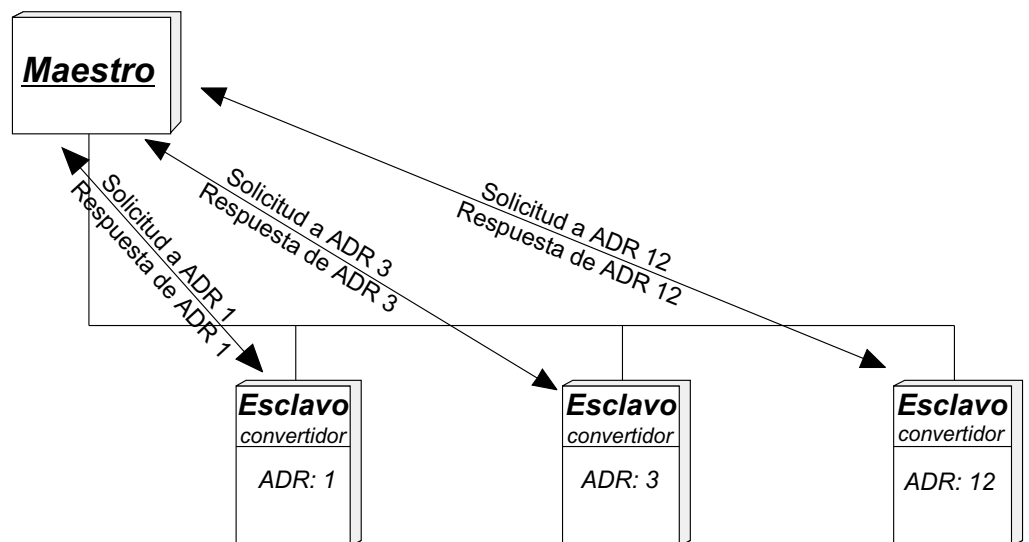 Maestro
Solicitud a ADR 1
Respuesta de ADR 1
Solicitud a ADR 3
Respuesta de ADR 3
Solicitud a ADR 12
Respuesta de ADR 12
Esclavo
convertidor
ADR: 1
Esclavo
convertidor
ADR: 3
Esclavo
convertidor
ADR: 12